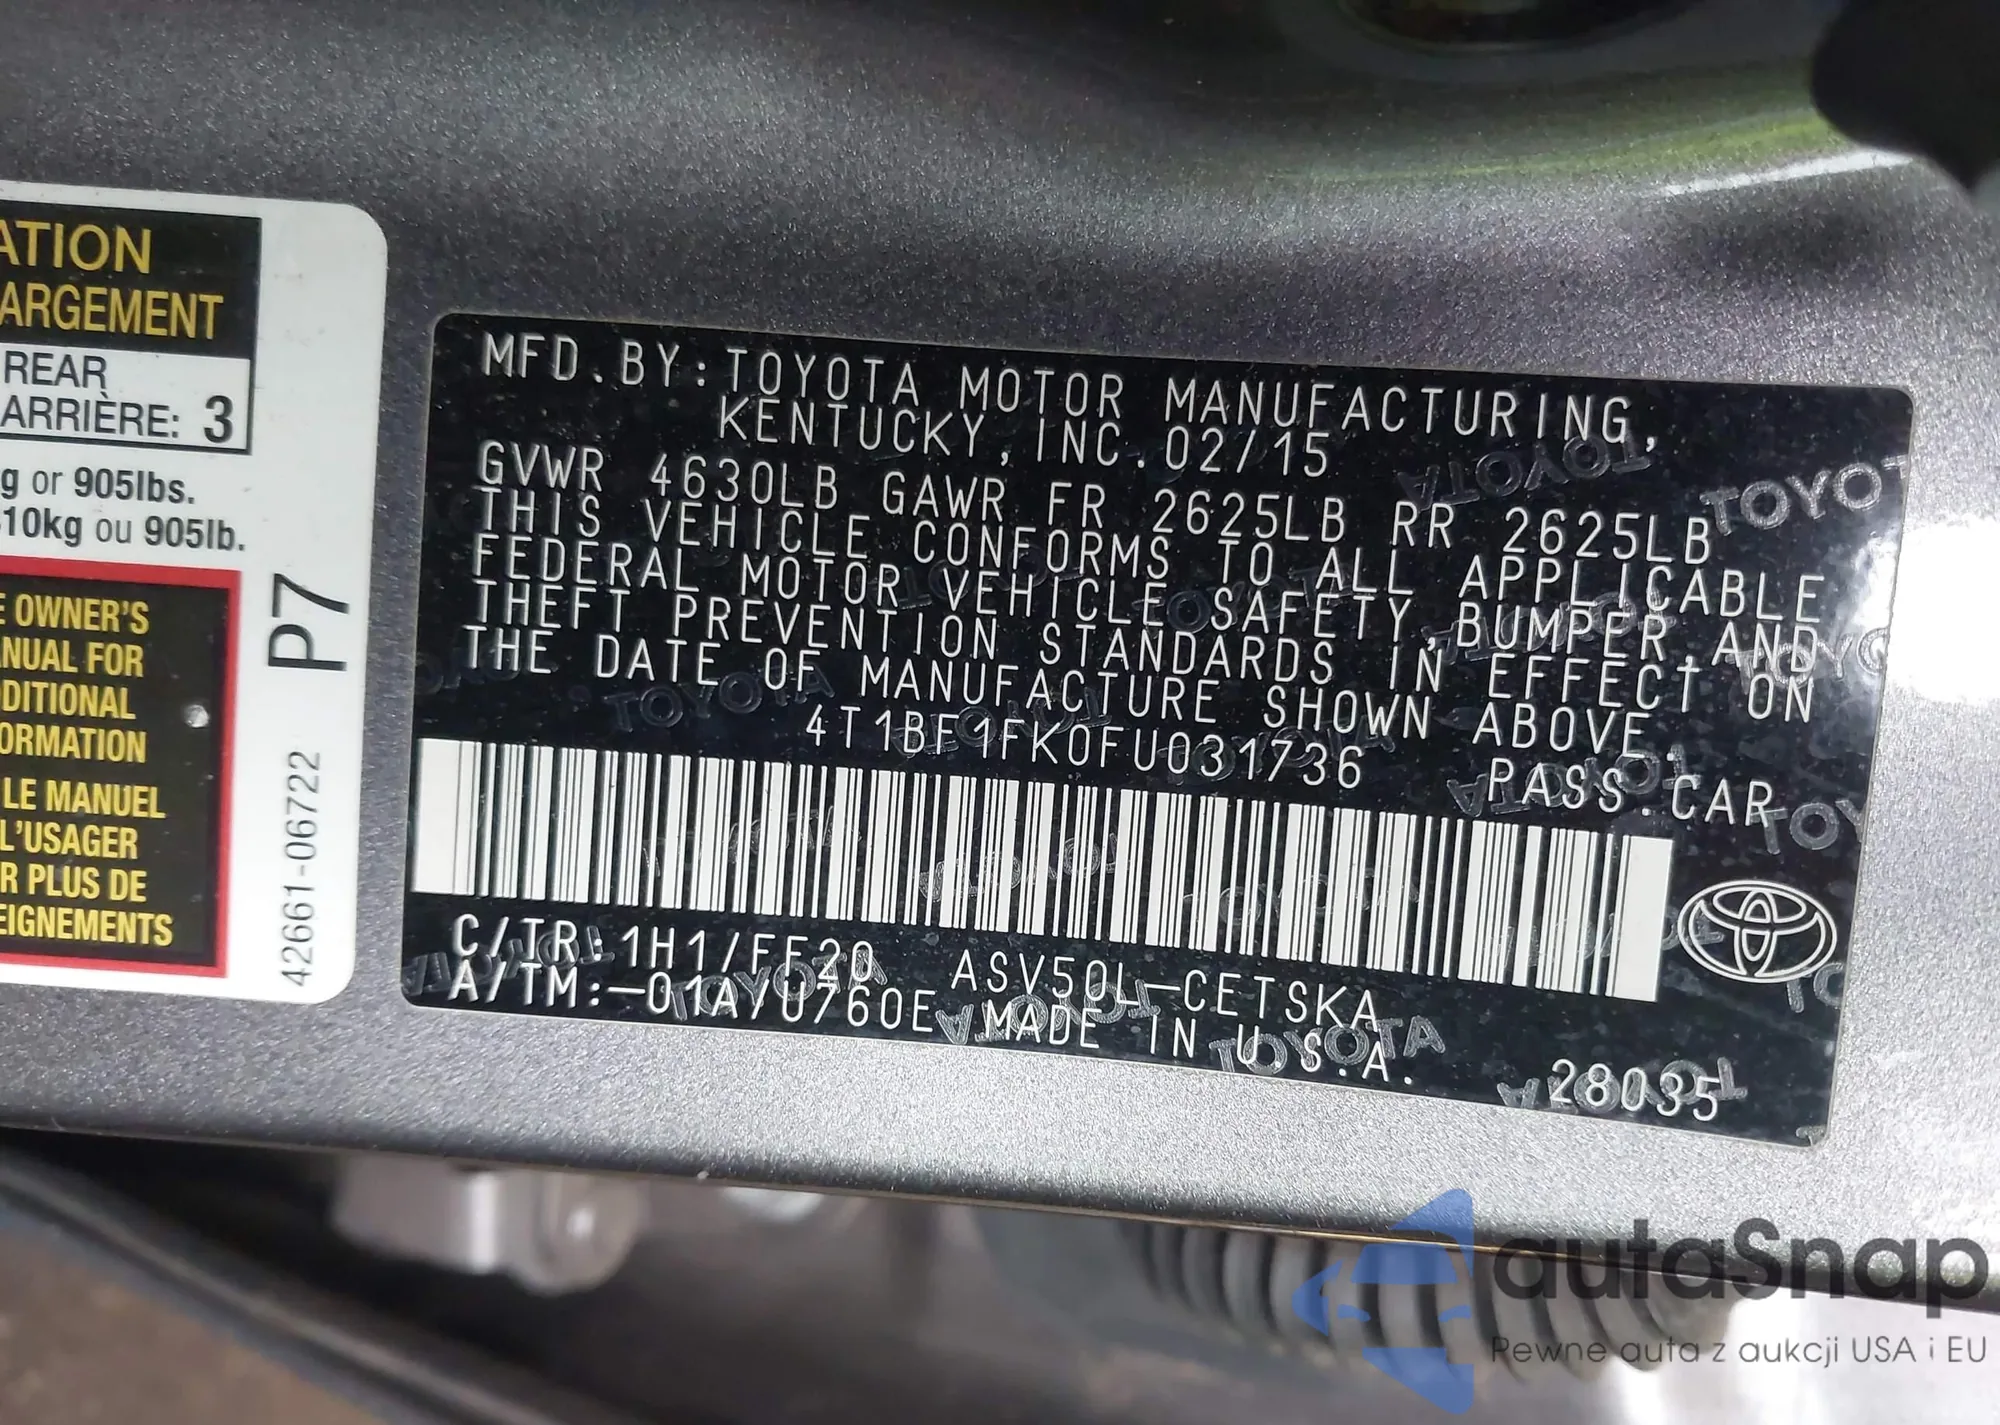 ATION
ARGEMENT
REAR
ARRIÈRE: 3
g or 905lbs.
10kg ou 905lb.
E OWNER'S
NUAL FOR
DITIONAL
ORMATION
LE MANUEL
L'USAGER
R PLUS DE
EIGNEMENTS
P7
42661-06722
MFD.BY:TOYOTA MOTOR MANUFACTURING,
KENTUCKY,INC.02/15
GVWR 4630LB GAWR FR 2625LB RR 2625LB
THIS VEHICLE CONFORMS TO ALL APPLICABLE
FEDERAL MOTOR VEHICLE SAFETY,BUMPER,AND
THEFT PREVENTION STANDARDS IN EFFECT ON
THE DATE OF MANUFACTURE SHOWN ABOVE.
4T1BF1FK0FU031736 PASS.CAR
C/TR:1H1/FF20 ASV50L-CETSKA
A/TM:-01A/U760E MADE IN U.S.A.
28035
autaSnap
Pewne auta z aukcji USA i EU